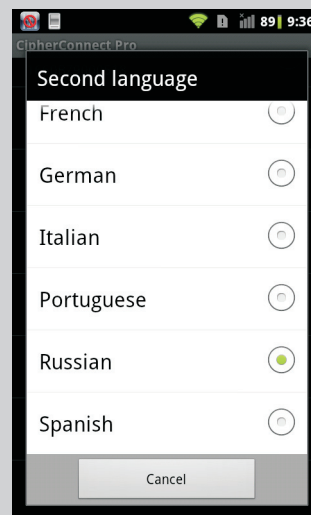 89 9:36
CipherConnect Pro
Second language
French
German
Italian
Portuguese
Russian
Spanish
Cancel